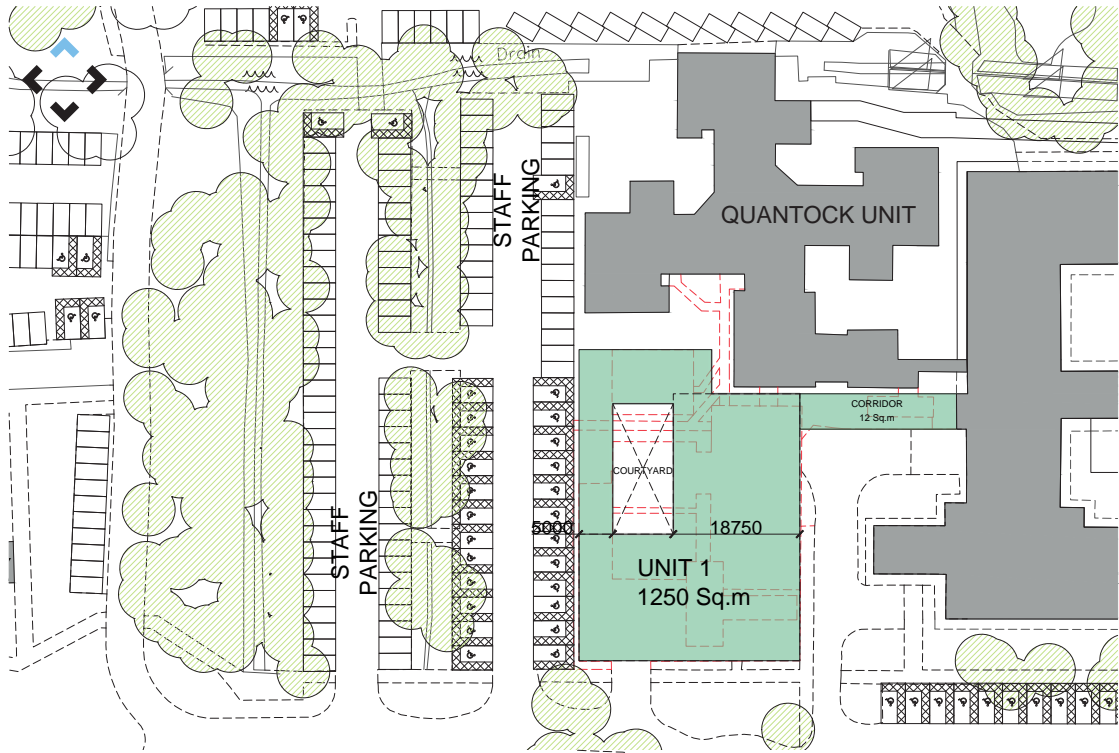 Drain
STAFF
PARKING
STAFF
PARKING
QUANTOCK UNIT
CORRIDOR
12 Sq.m
COURTYARD
5000
18750
UNIT 1
1250 Sq.m